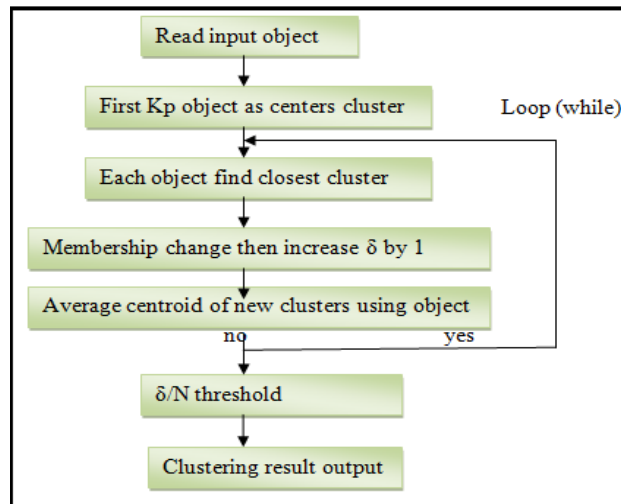 Read input object
First Kp object as centers cluster
Loop (while)
Each object find closest cluster
Membership change then increase δ by 1
Average centroid of new clusters using object
no yes
δ/N threshold
Clustering result output